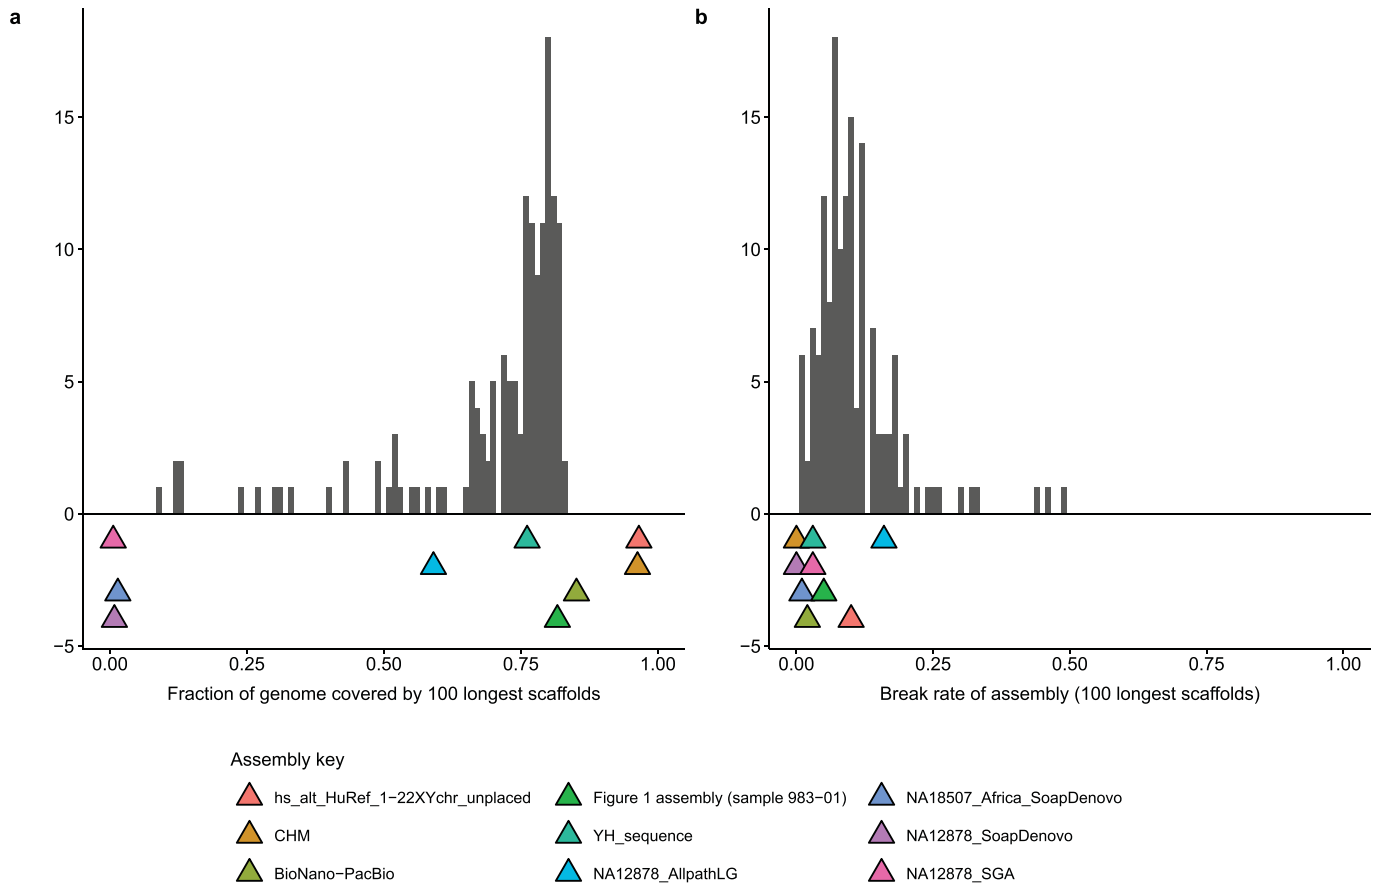 a
b
15
10
5
0
−5
0.00 0.25 0.50 0.75 1.00
Fraction of genome covered by 100 longest scaffolds
15
10
5
0
−5
0.00 0.25 0.50 0.75 1.00
Break rate of assembly (100 longest scaffolds)
Assembly key
hs_alt_HuRef_1−22XYchr_unplaced
CHM
BioNano−PacBio
Figure 1 assembly (sample 983−01)
YH_sequence
NA12878_AllpathLG
NA18507_Africa_SoapDenovo
NA12878_SoapDenovo
NA12878_SGA